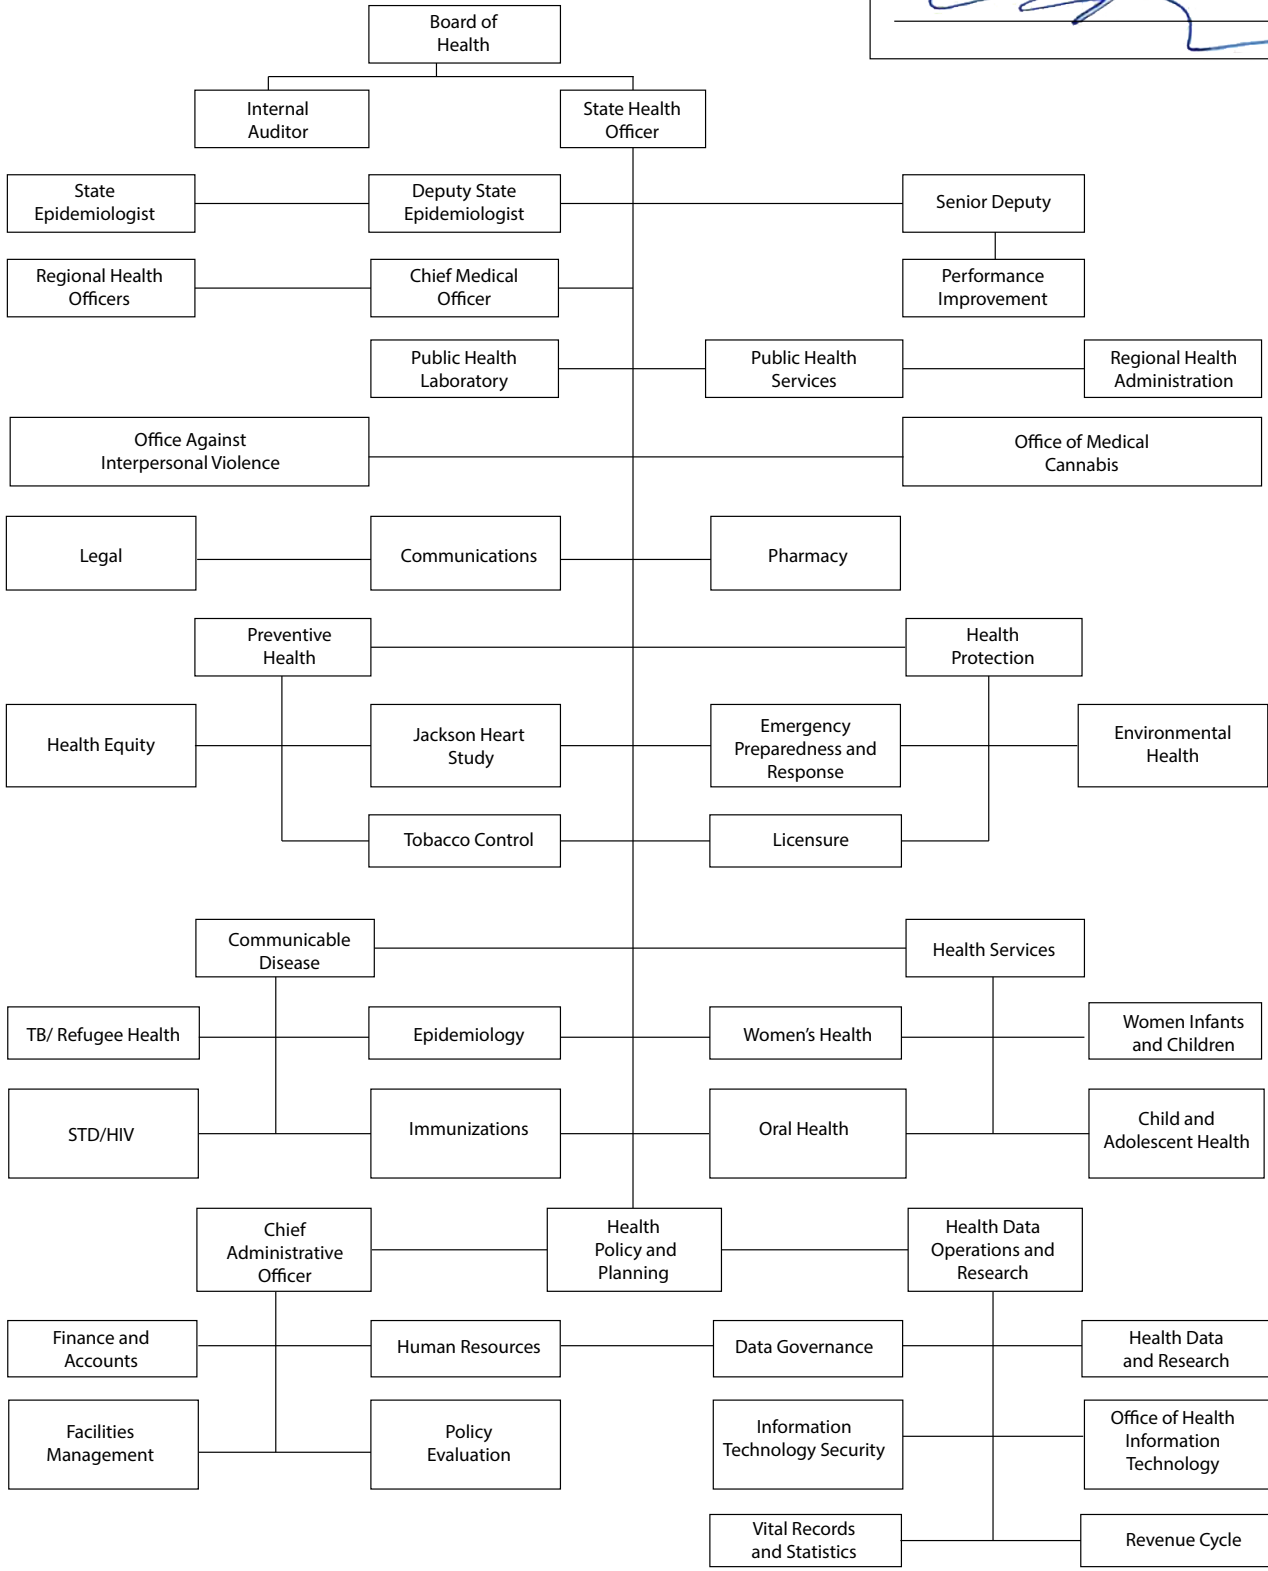 Board of
Health
Internal
Auditor
State Health
Officer
State
Epidemiologist
Deputy State
Epidemiologist
Senior Deputy
Regional Health
Officers
Chief Medical
Officer
Performance
Improvement
Public Health
Laboratory
Public Health
Services
Regional Health
Administration
Office Against
Interpersonal Violence
Office of Medical
Cannabis
Legal
Communications
Pharmacy
Preventive
Health
Health
Protection
Health Equity
Jackson Heart
Study
Emergency
Preparedness and
Response
Environmental
Health
Tobacco Control
Licensure
Communicable
Disease
Health Services
TB/ Refugee Health
Epidemiology
Women’s Health
Women Infants
and Children
STD/HIV
Immunizations
Oral Health
Child and
Adolescent Health
Chief
Administrative
Officer
Health
Policy and
Planning
Health Data
Operations and
Research
Finance and
Accounts
Human Resources
Data Governance
Health Data
and Research
Facilities
Management
Policy
Evaluation
Information
Technology Security
Office of Health
Information
Technology
Vital Records
and Statistics
Revenue Cycle